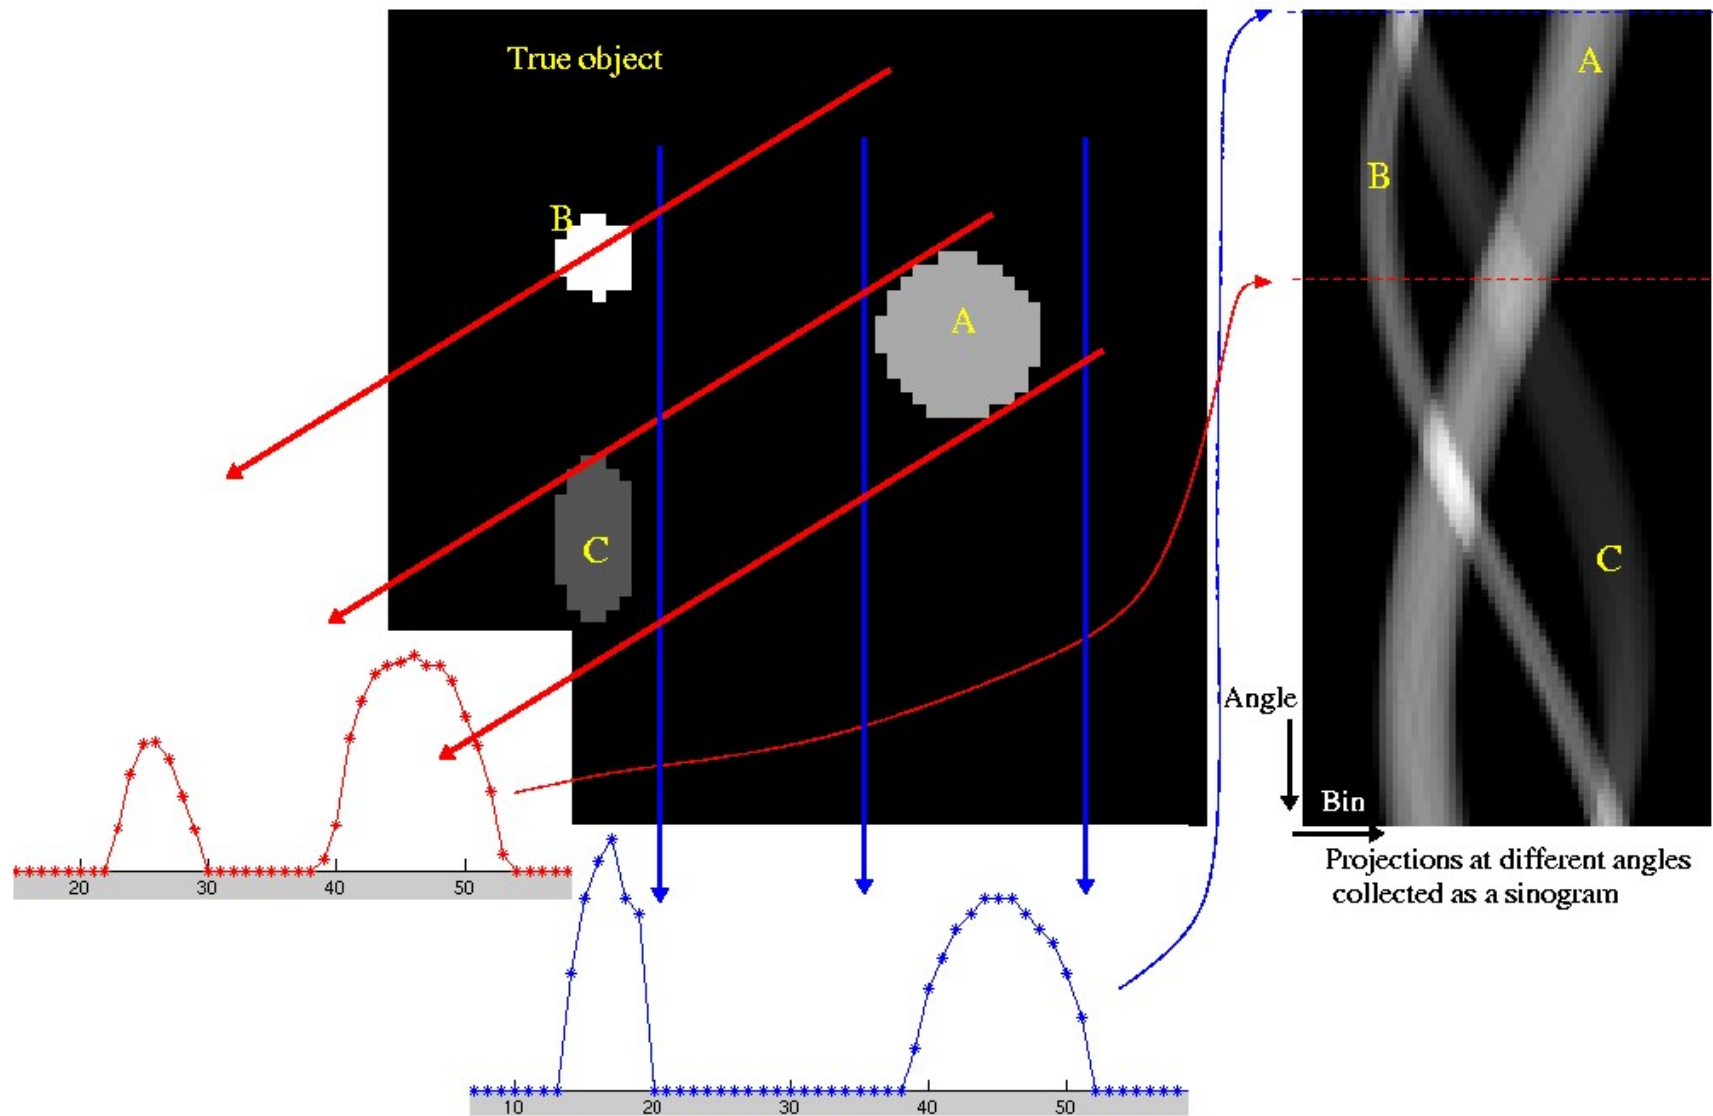 True object
A
B
B
A
C
C
Angle
Bin
Projections at different angles
collected as a sinogram
20 30 40 50
10 20 30 40 50